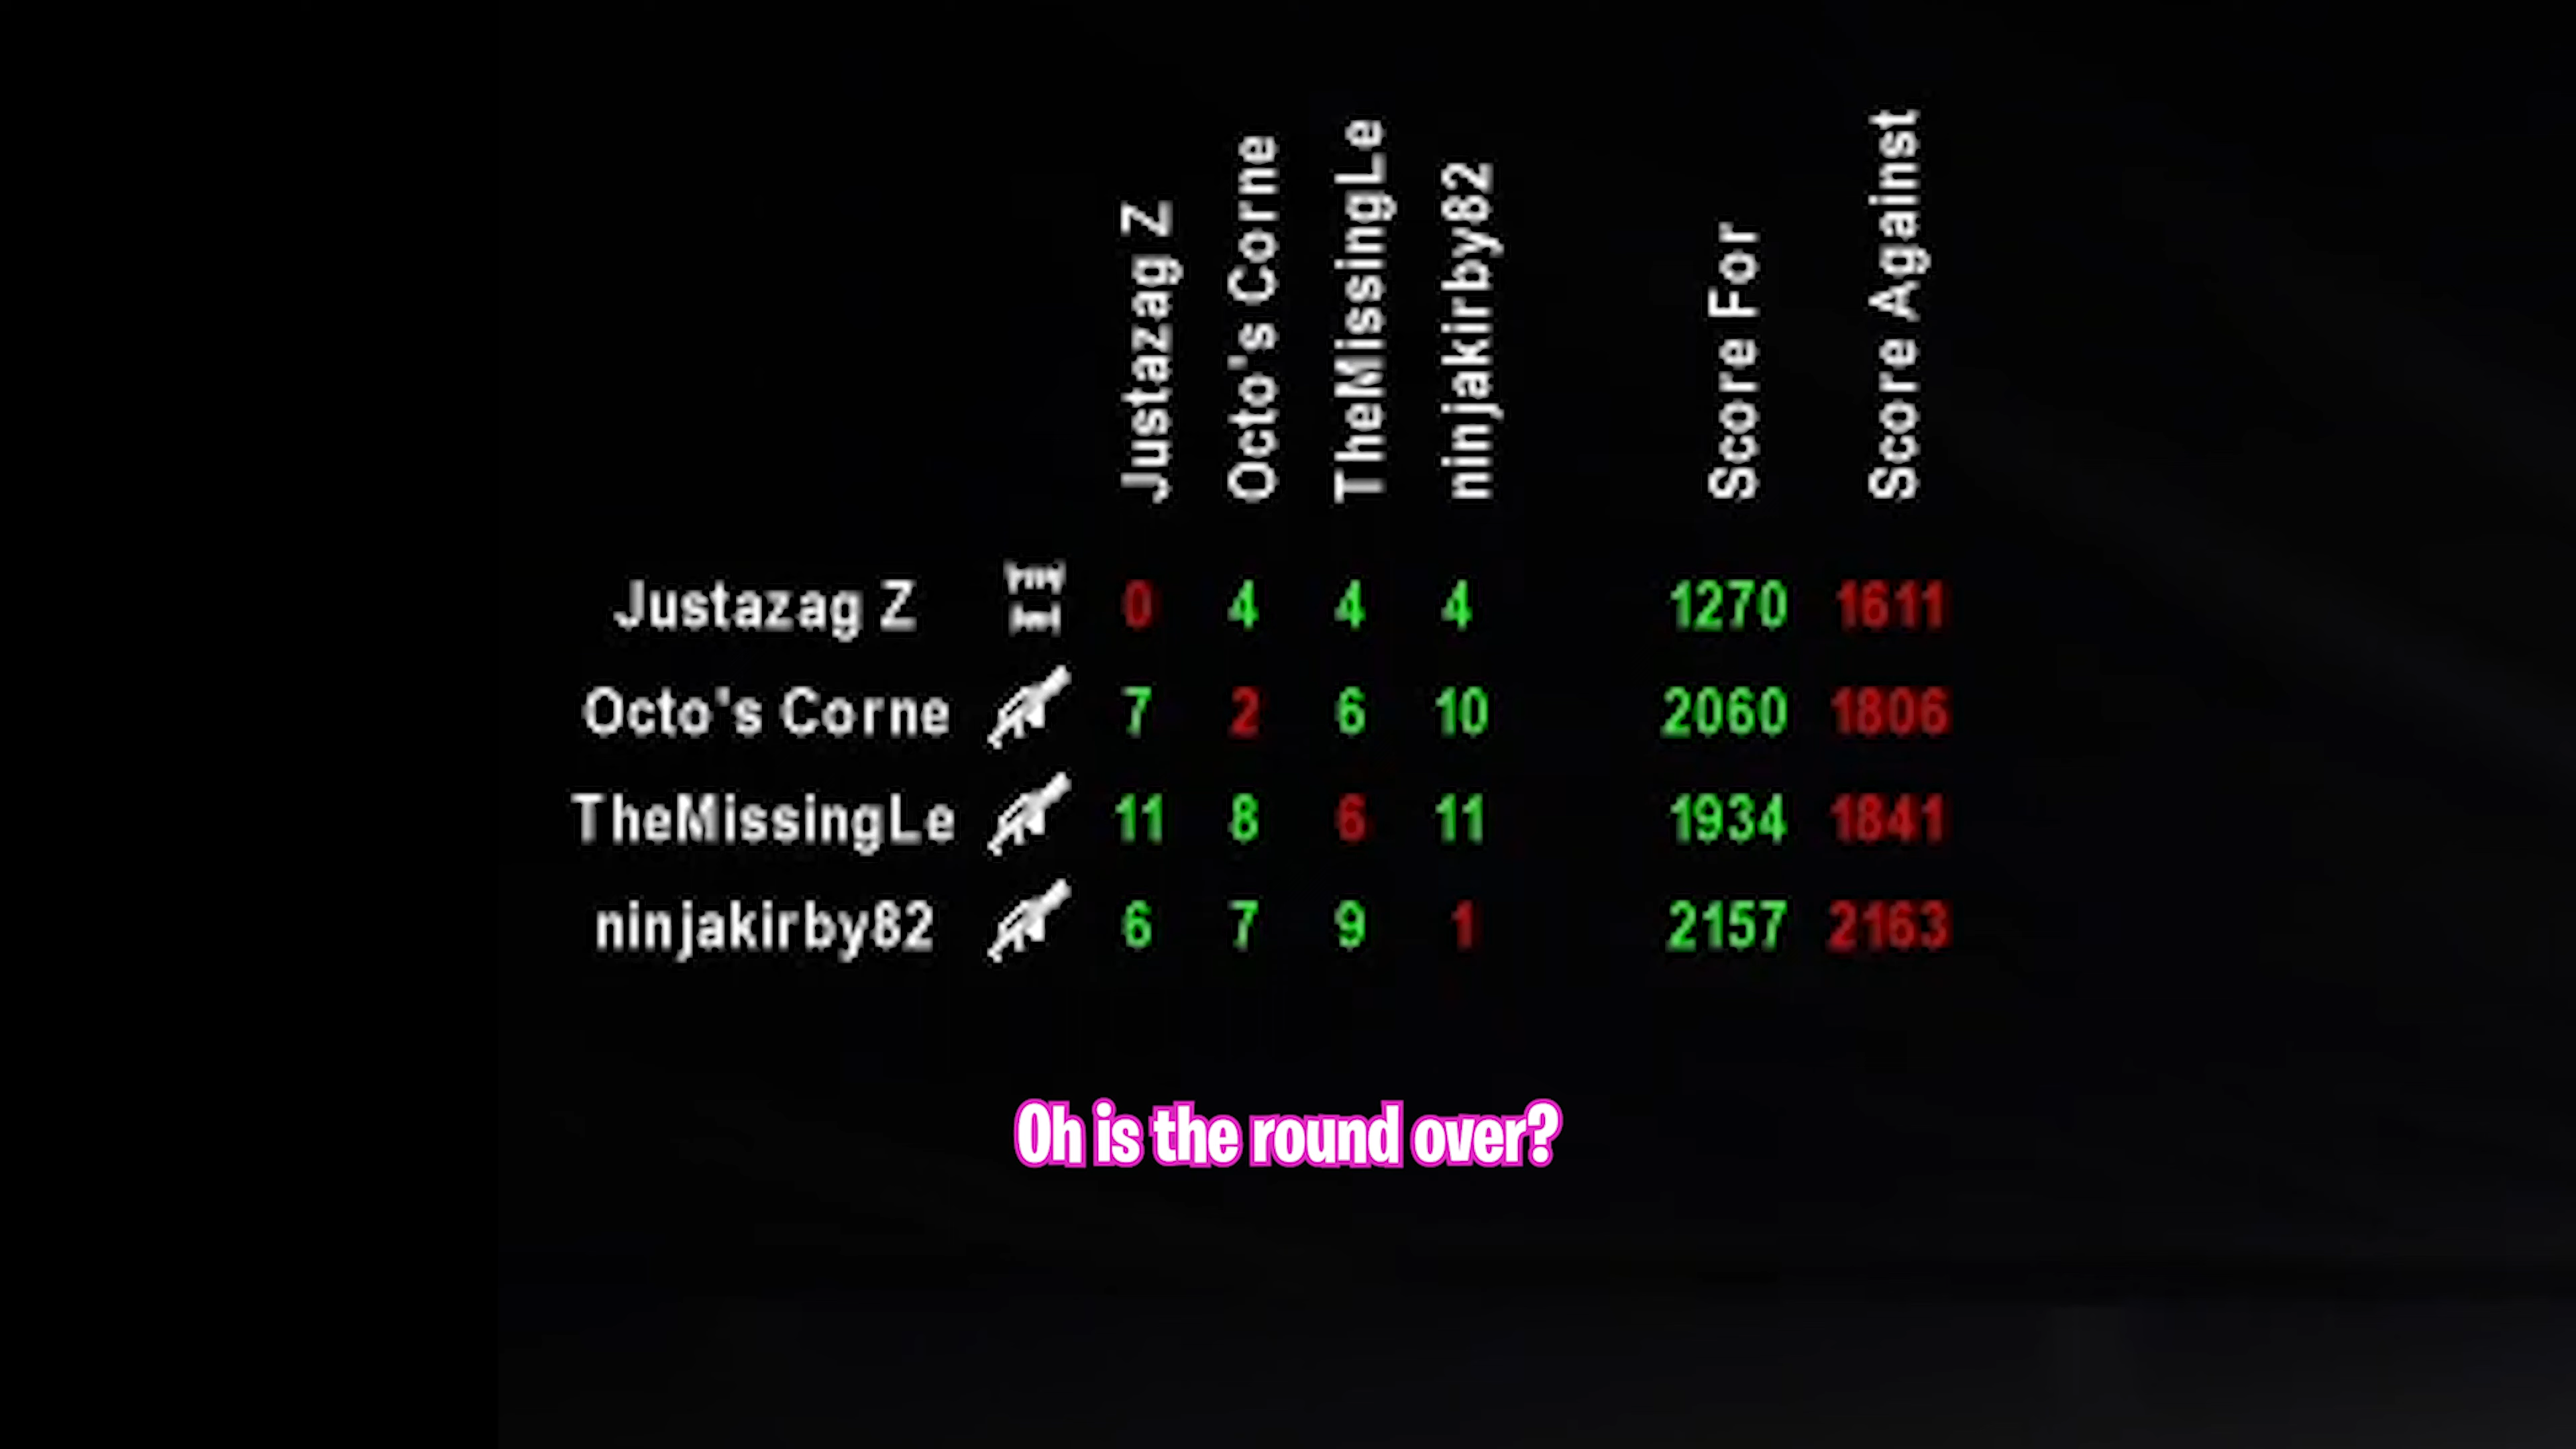 Justazag Z Octo's Corne TheMissingLe ninjakirby82 Score For Score Against
Justazag Z 0 4 4 4 1270 1611
Octo's Corne 7 2 6 10 2060 1806
TheMissingLe 11 8 6 11 1934 1841
ninjakirby82 6 7 9 1 2157 2163
Oh is the round over?